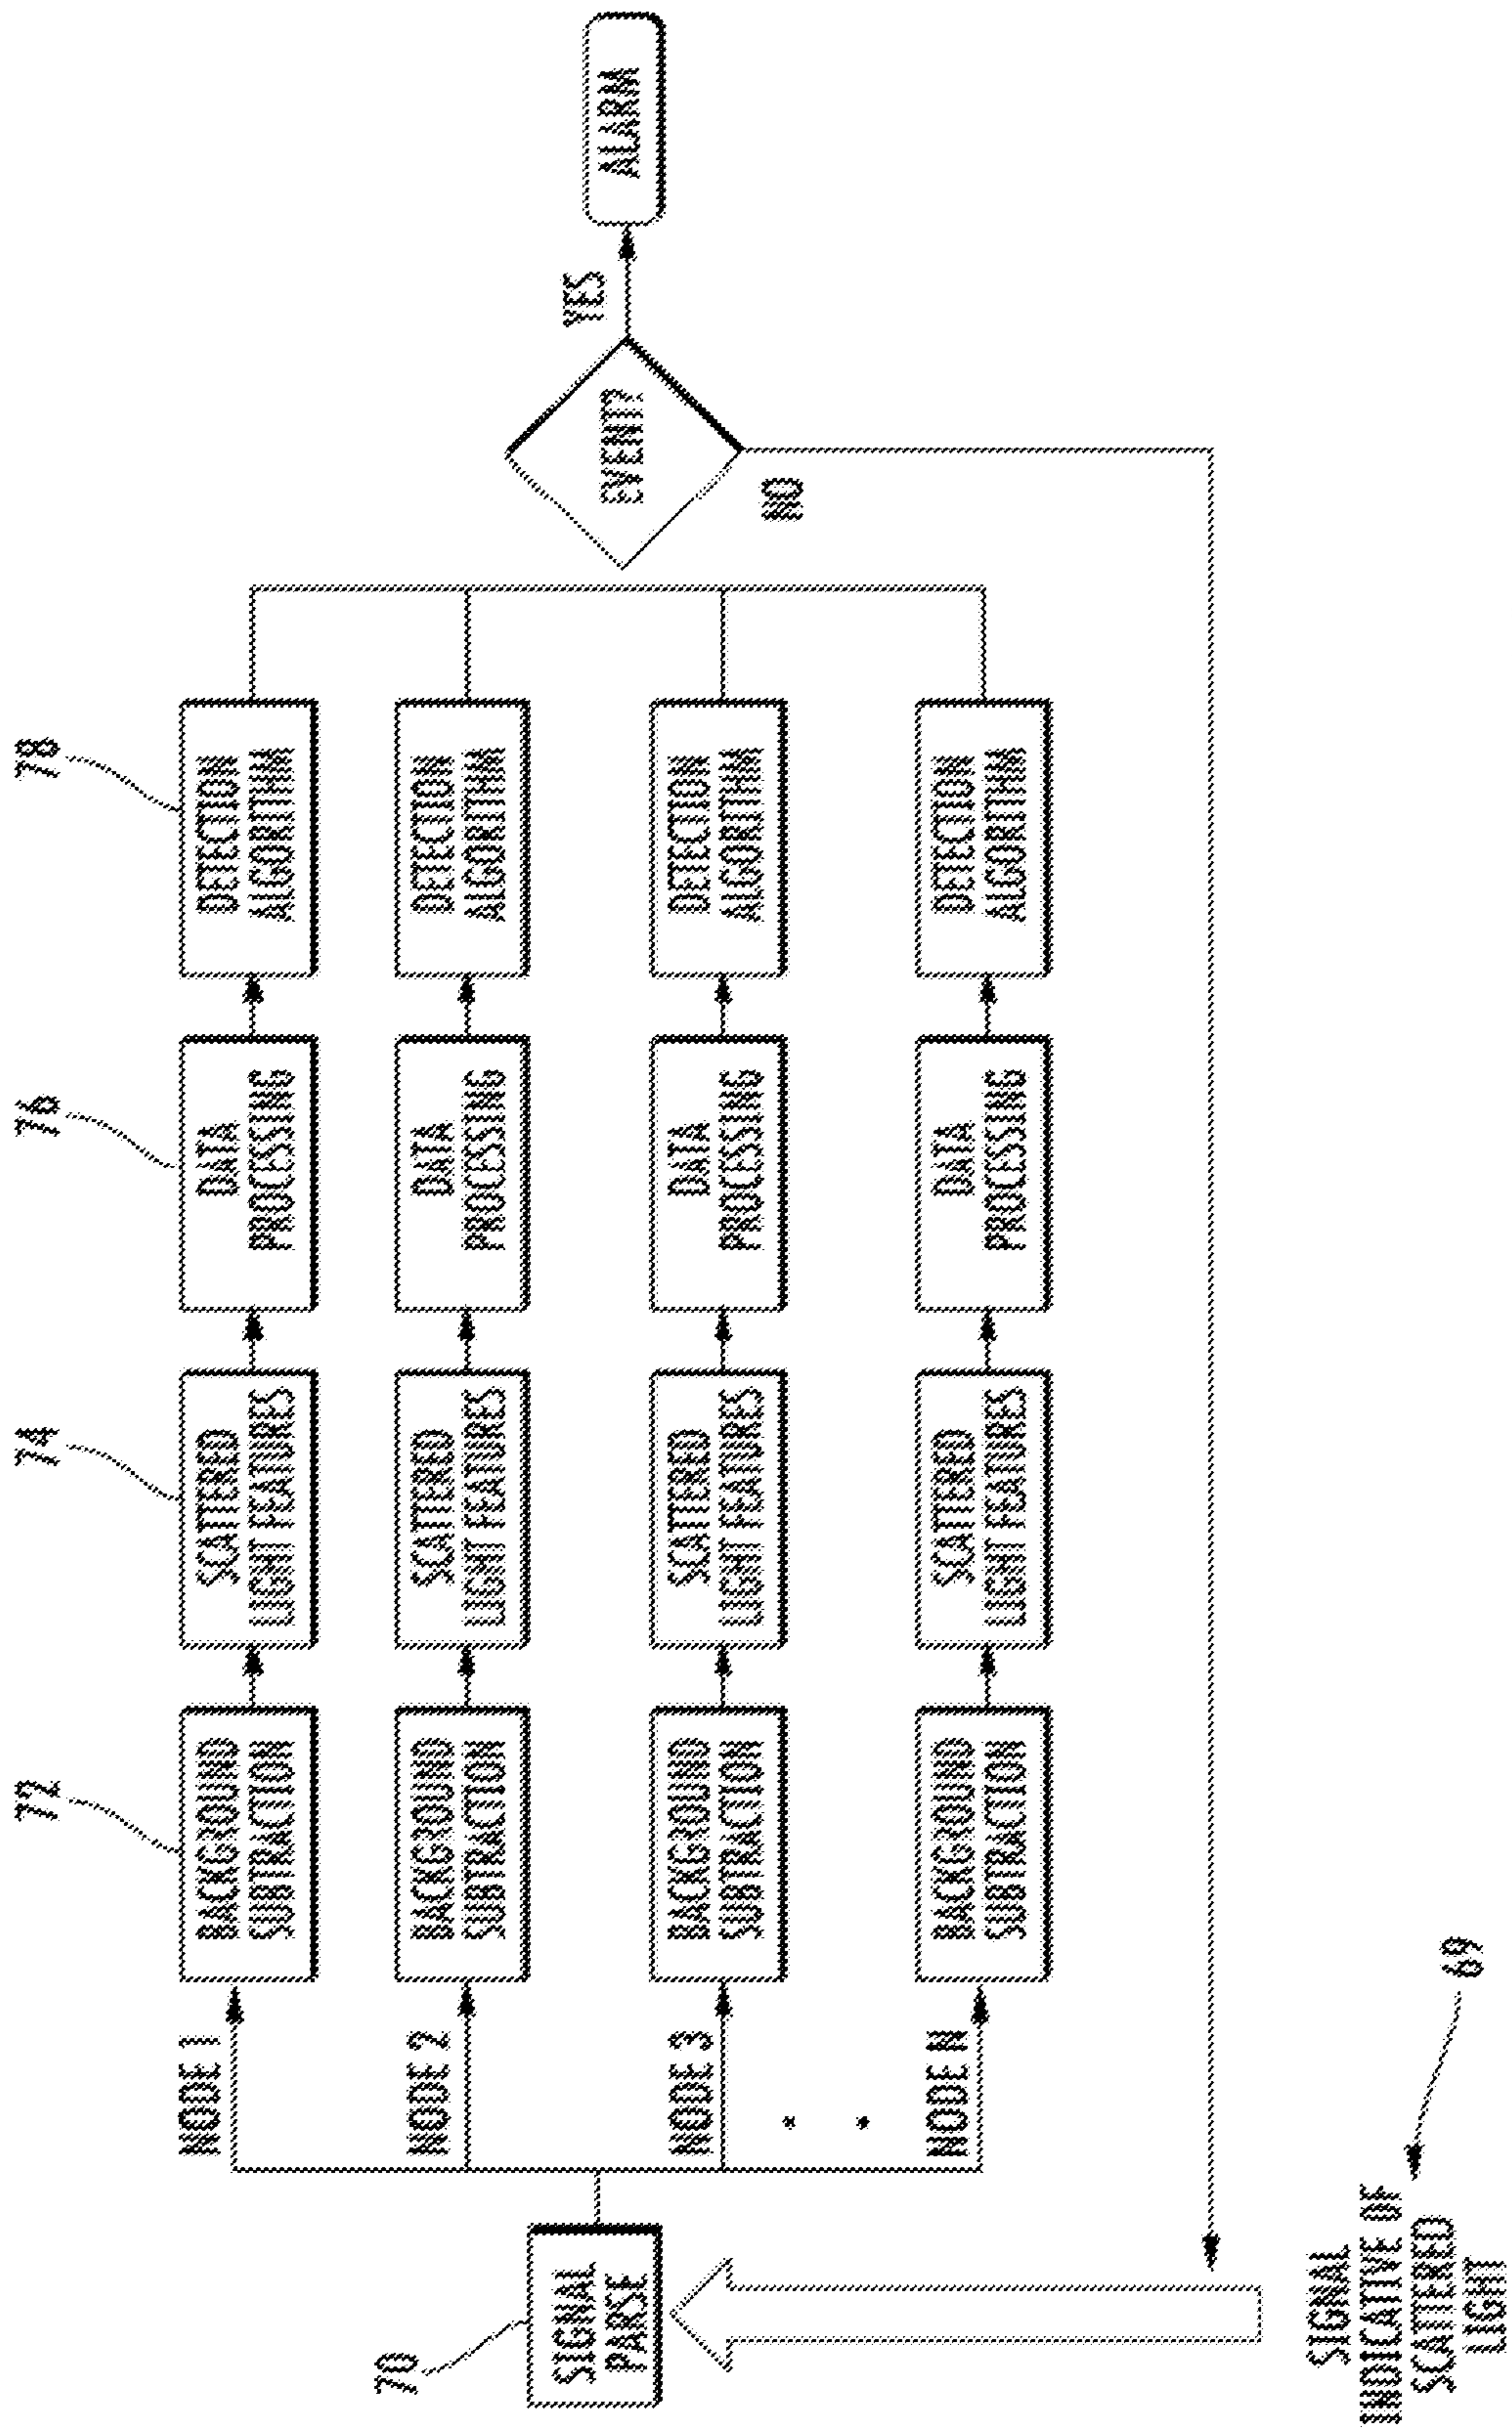 72
74
76
78
NODE 1
BACKGROUND
SUBTRACTION
SCATTERED
LIGHT FEATURES
DATA
PROCESSING
DETECTION
ALGORITHM
NODE 2
BACKGROUND
SUBTRACTION
SCATTERED
LIGHT FEATURES
DATA
PROCESSING
DETECTION
ALGORITHM
70
SIGNAL
PARSE
EVENT?
YES
ALARM
NO
NODE 3
BACKGROUND
SUBTRACTION
SCATTERED
LIGHT FEATURES
DATA
PROCESSING
DETECTION
ALGORITHM
NODE N
BACKGROUND
SUBTRACTION
SCATTERED
LIGHT FEATURES
DATA
PROCESSING
DETECTION
ALGORITHM
SIGNAL
INDICATIVE OF
SCATTERED
LIGHT
69